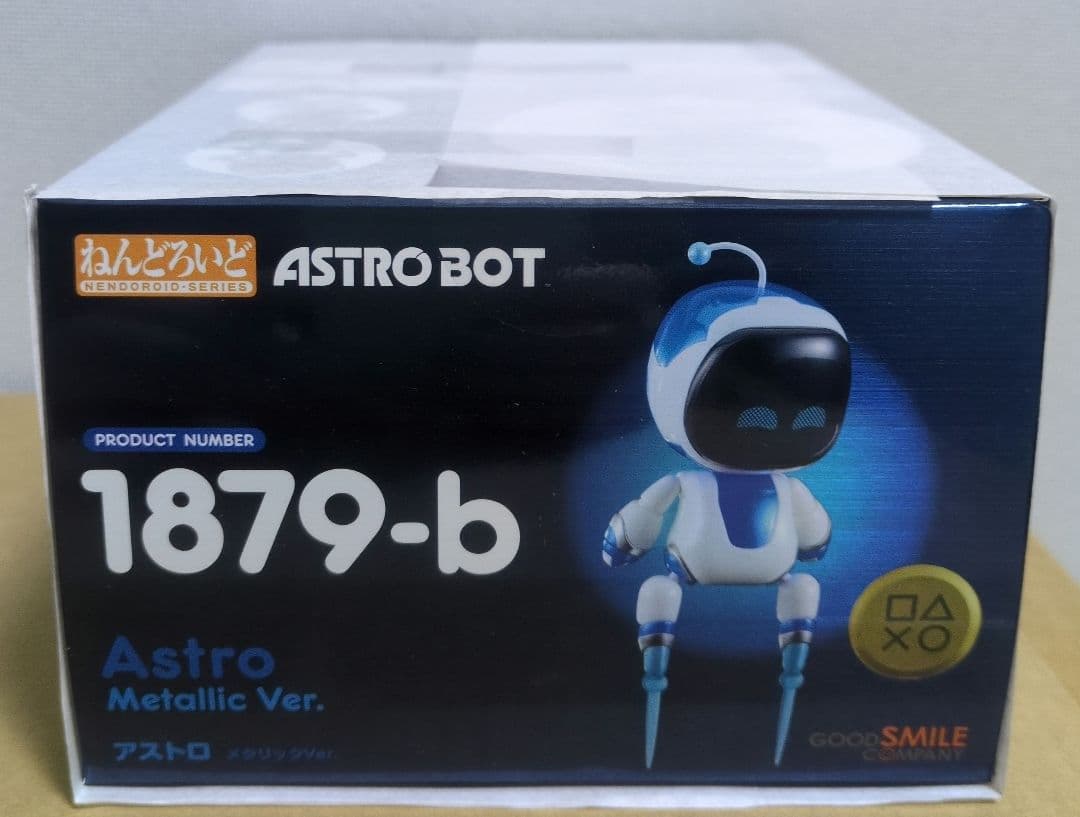 ねんどろいど
NENDOROID·SERIES
ASTRO BOT
PRODUCT NUMBER
1879-b
Astro
Metallic Ver.
アストロ メタリックVer.
GOOD SMILE
COMPANY